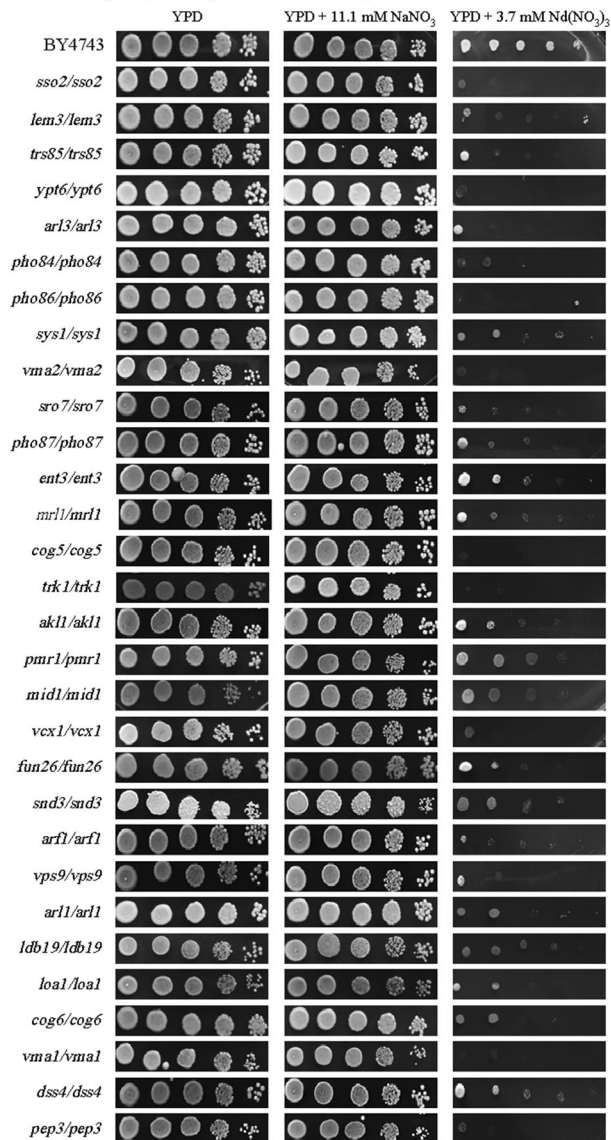 YPD YPD + 11.1 mM NaNO3 YPD + 3.7 mM Nd(NO3)3
BY4743
sso2/sso2
lem3/lem3
trs85/trs85
ypt6/ypt6
arl3/arl3
pho84/pho84
pho86/pho86
sys1/sys1
vma2/vma2
sro7/sro7
pho87/pho87
ent3/ent3
mrl1/mrl1
cog5/cog5
trk1/trk1
akl1/akl1
pmr1/pmr1
mid1/mid1
vcx1/vcx1
fun26/fun26
snd3/snd3
arf1/arf1
vps9/vps9
arl1/arl1
ldb19/ldb19
loa1/loa1
cog6/cog6
vma1/vma1
dss4/dss4
pep3/pep3